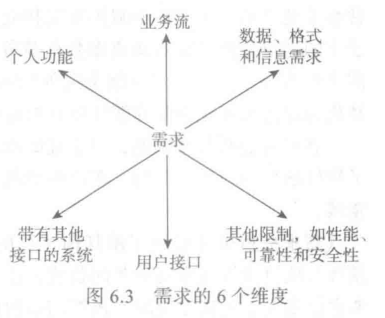 业务流
个人功能
数据、格式
和信息需求
需求
带有其他
接口的系统
用户接口
其他限制，如性能、
可靠性和安全性
图 6.3 需求的 6 个维度